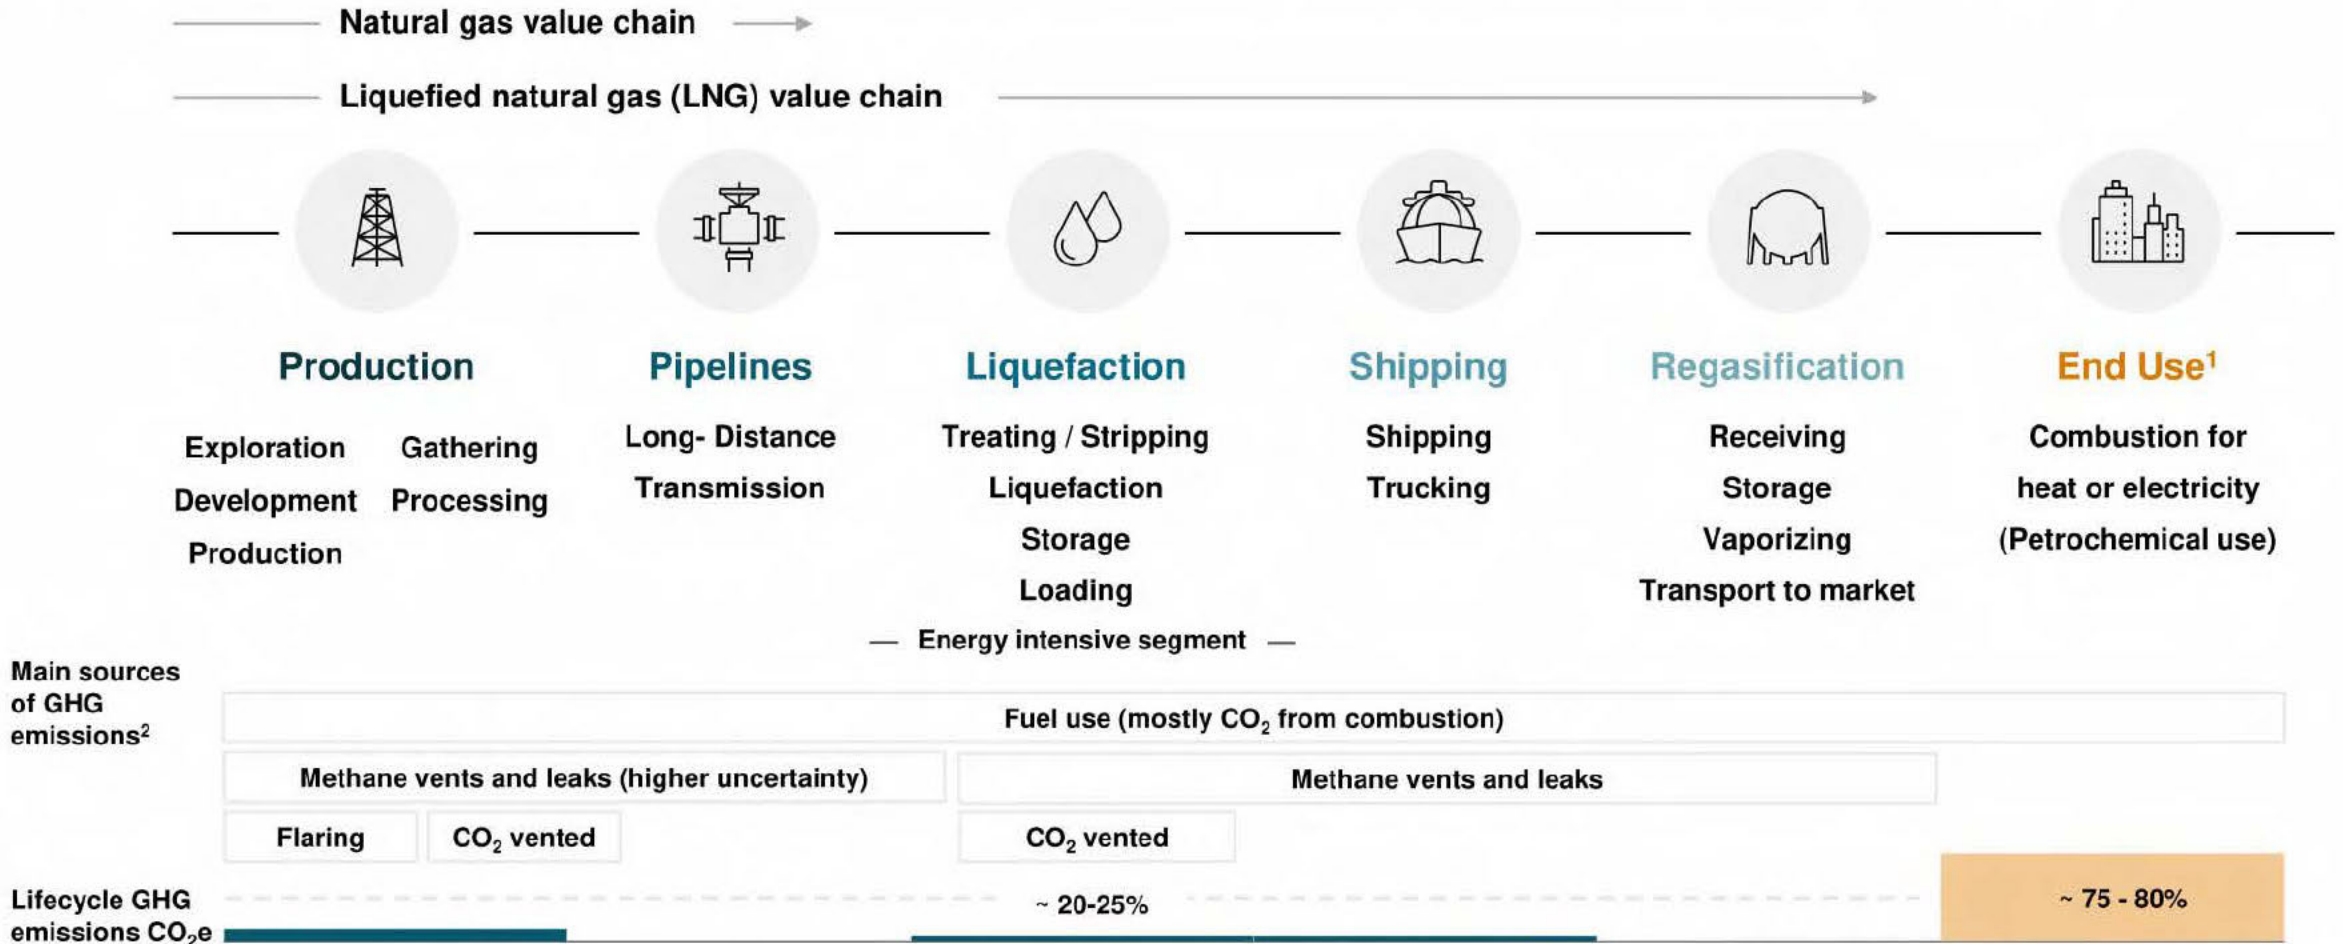 Natural gas value chain
Liquefied natural gas (LNG) value chain
Production
Pipelines
Liquefaction
Shipping
Regasification
End Use¹
Exploration
Development
Production
Gathering
Processing
Long- Distance
Transmission
Treating / Stripping
Liquefaction
Storage
Loading
Shipping
Trucking
Receiving
Storage
Vaporizing
Transport to market
Combustion for
heat or electricity
(Petrochemical use)
— Energy intensive segment —
Main sources
of GHG
emissions²
Fuel use (mostly CO₂ from combustion)
Methane vents and leaks (higher uncertainty)
Methane vents and leaks
Flaring
CO₂ vented
CO₂ vented
Lifecycle GHG
emissions CO₂e
~ 20-25%
~ 75 - 80%